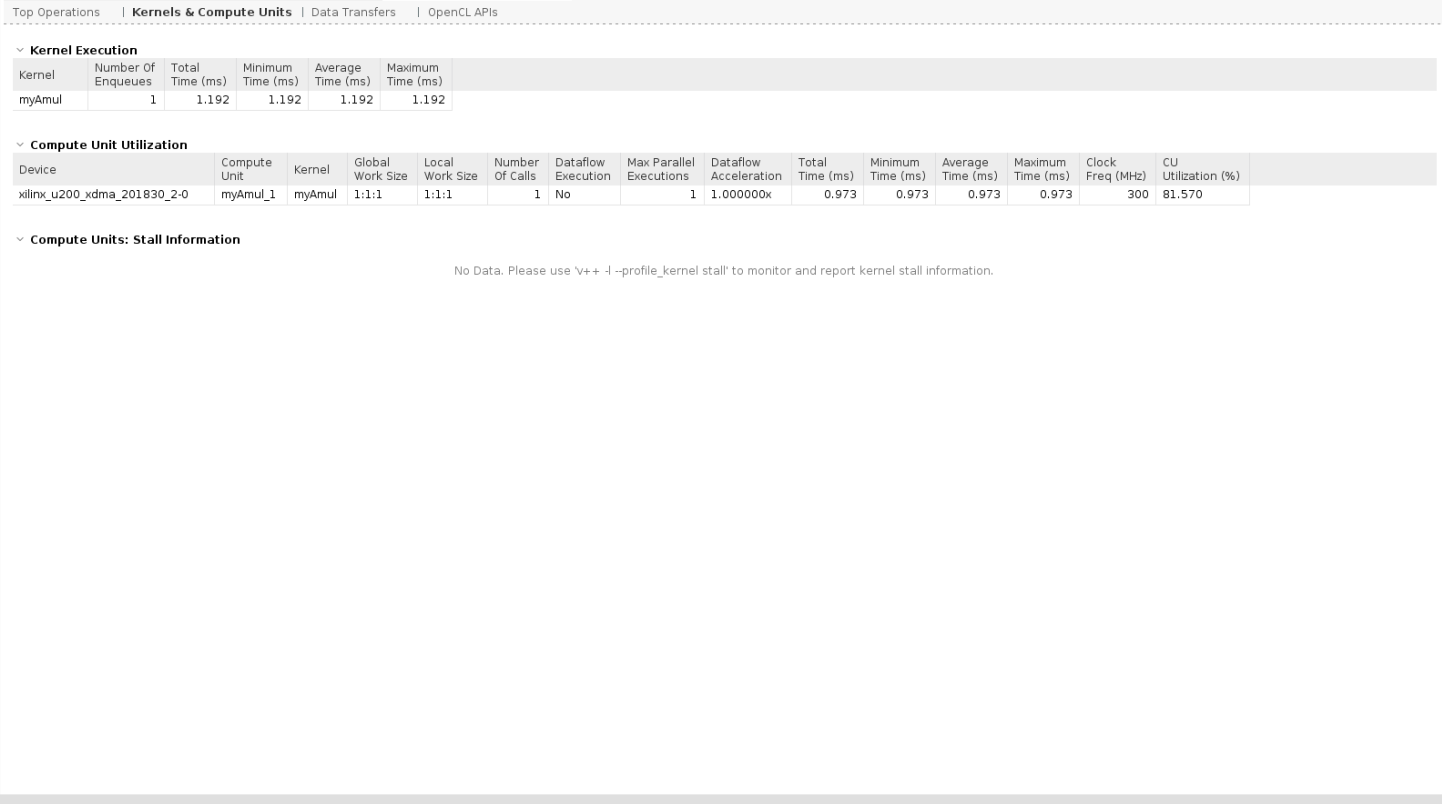 Top Operations | Kernels & Compute Units | Data Transfers | OpenCL APIs
Kernel Execution
Kernel Number Of Enqueues Total Time (ms) Minimum Time (ms) Average Time (ms) Maximum Time (ms)
myAmul 1 1.192 1.192 1.192 1.192
Compute Unit Utilization
Device Compute Unit Kernel Global Work Size Local Work Size Number Of Calls Dataflow Execution Max Parallel Executions Dataflow Acceleration Total Time (ms) Minimum Time (ms) Average Time (ms) Maximum Time (ms) Clock Freq (MHz) CU Utilization (%)
xilinx_u200_xdma_201830_2-0 myAmul_1 myAmul 1:1:1 1:1:1 1 No 1 1.000000x 0.973 0.973 0.973 0.973 300 81.570
Compute Units: Stall Information
No Data. Please use 'v++ -l --profile_kernel stall' to monitor and report kernel stall information.